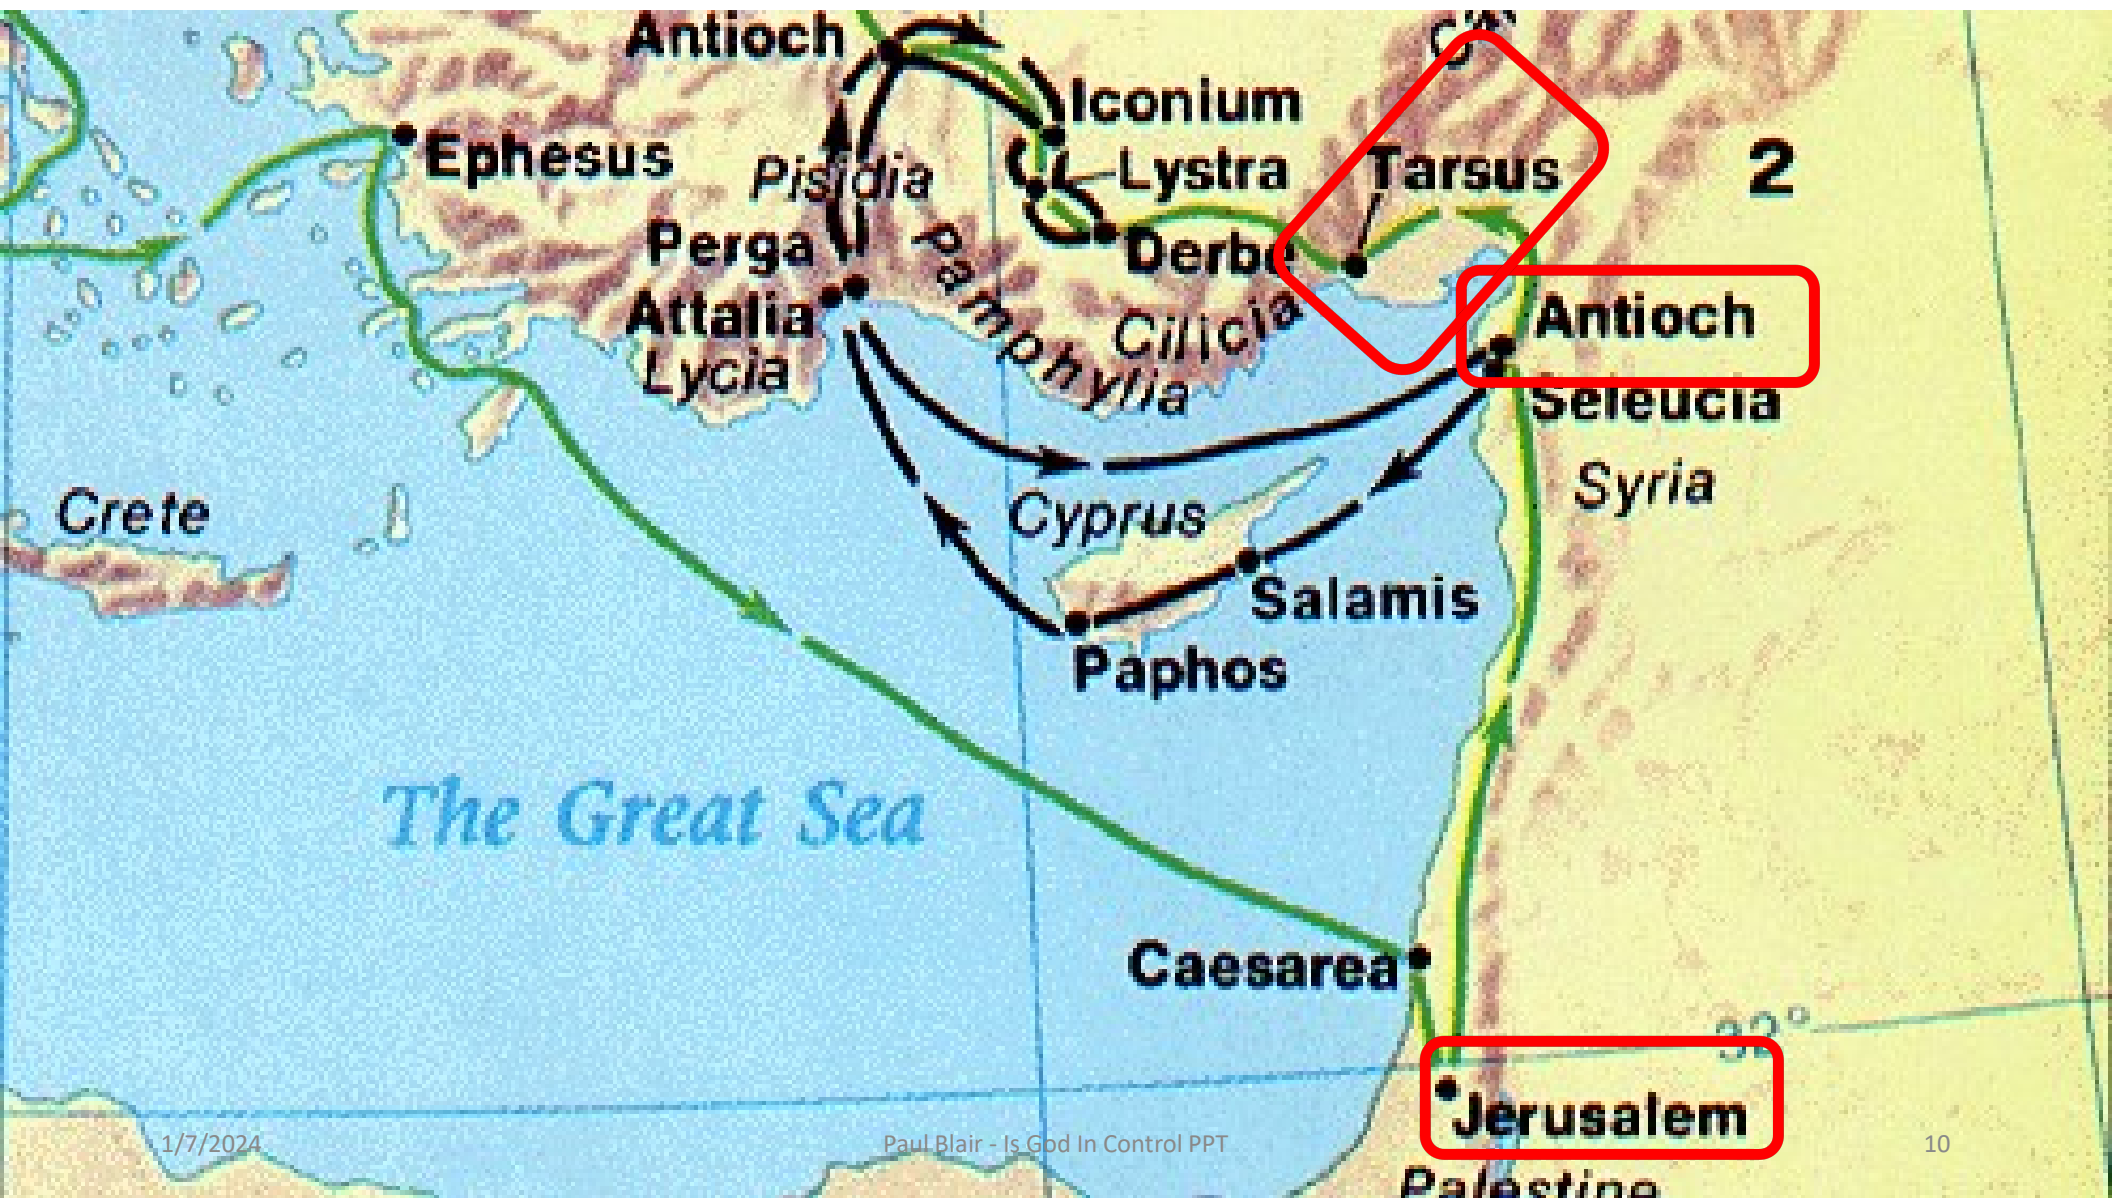 Antioch
Iconium
Ephesus
Pisidia
Lystra
Tarsus
2
Perga
Pamphylia
Derbe
Attalia
Cilicia
Antioch
Lycia
Seleucia
Crete
Cyprus
Syria
Salamis
Paphos
The Great Sea
Caesarea
32°
Jerusalem
1/7/2024
Paul Blair - Is God In Control PPT
10
Palestine